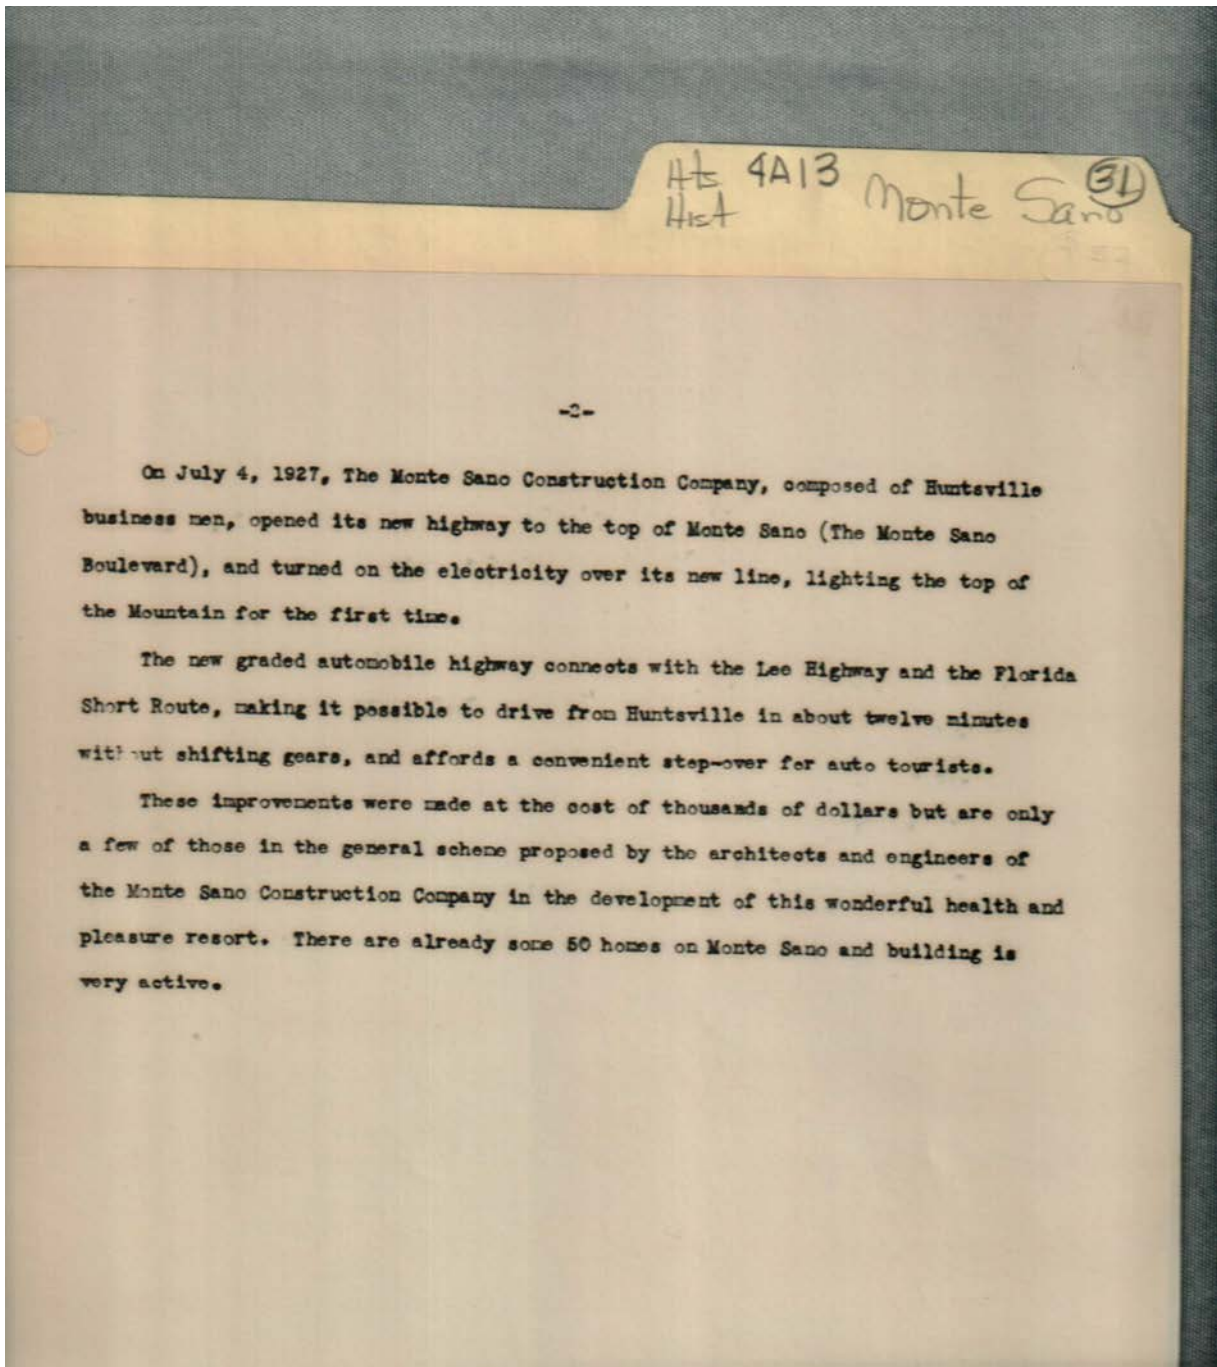 Hts 4A13 Monte Sano 31
Hist
-2-
On July 4, 1927, The Monte Sano Construction Company, composed of Huntsville
business men, opened its new highway to the top of Monte Sano (The Monte Sano
Boulevard), and turned on the electricity over its new line, lighting the top of
the Mountain for the first time.
The new graded automobile highway connects with the Lee Highway and the Florida
Short Route, making it possible to drive from Huntsville in about twelve minutes
without shifting gears, and affords a convenient step-over for auto tourists.
These improvements were made at the cost of thousands of dollars but are only
a few of those in the general scheme proposed by the architects and engineers of
the Monte Sano Construction Company in the development of this wonderful health and
pleasure resort. There are already some 50 homes on Monte Sano and building is
very active.